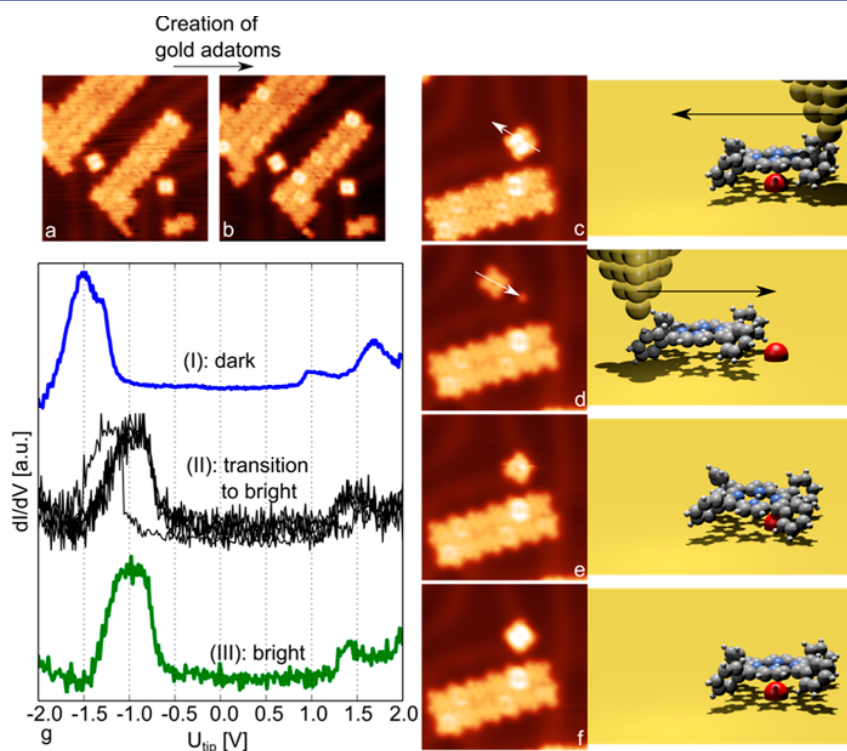 Creation of
gold adatoms
a
b
c
d
e
f
(I): dark
(II): transition
to bright
(III): bright
dI/dV [a.u.]
-2.0 -1.5 -1.0 -0.5 0.0 0.5 1.0 1.5 2.0
g
U_tip [V]